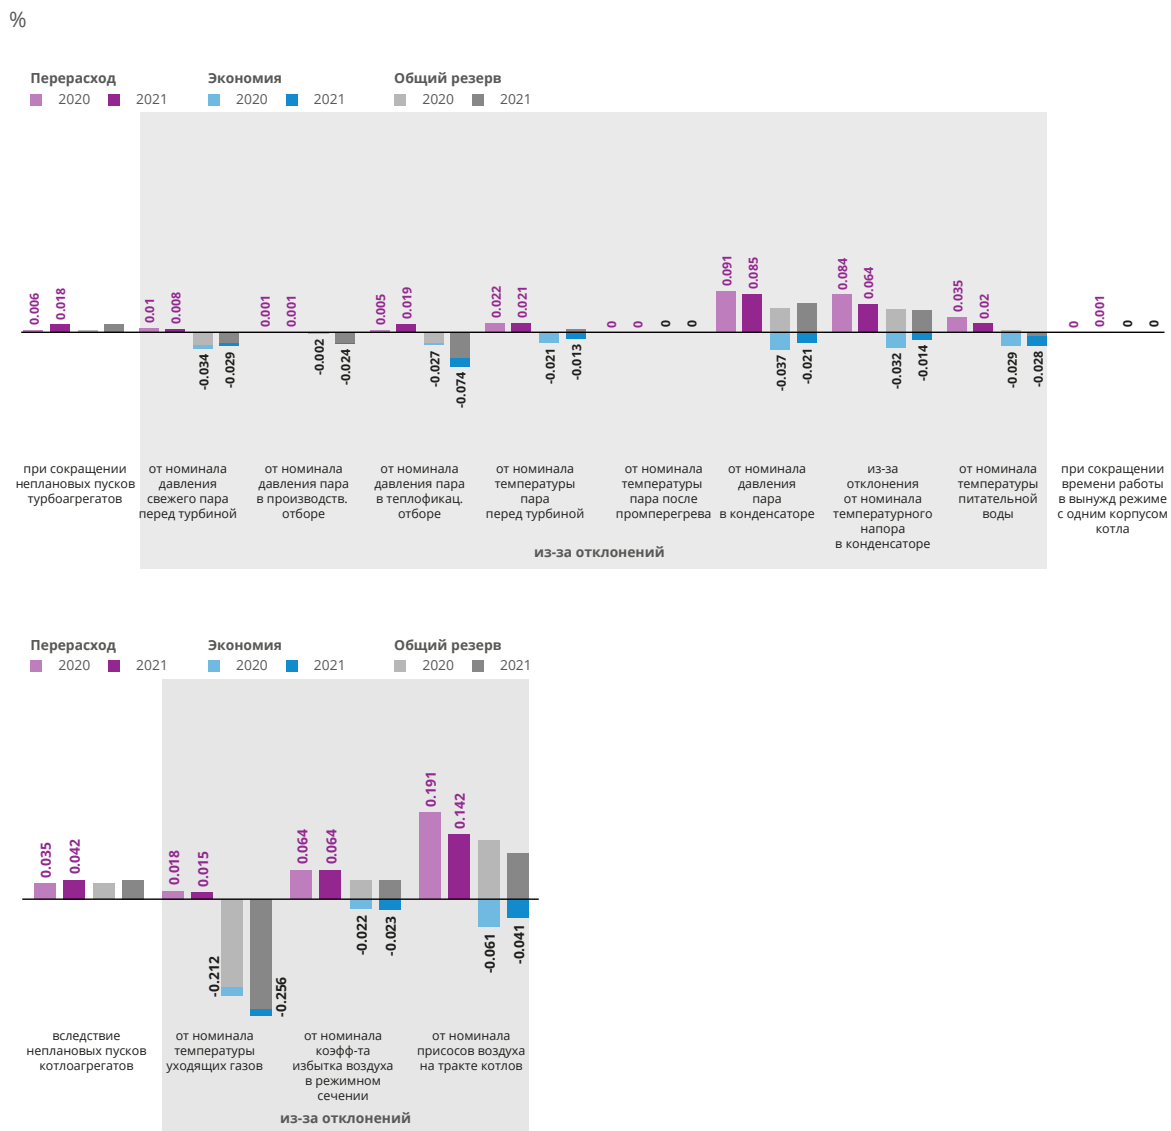 %
Перерасход Экономия Общий резерв
2020 2021 2020 2021 2020 2021
0.006 0.018 0.01 0.008 0.001 0.001 0.005 0.019 0.022 0.021 0 0 0 0 0.091 0.085 0.084 0.064 0.035 0.02 0 0.001 0 0
-0.034 -0.029 -0.002 -0.024 -0.027 -0.074 -0.021 -0.013 -0.037 -0.021 -0.032 -0.014 -0.029 -0.028
при сокращении
неплановых пусков
турбоагрегатов
от номинала
давления
свежего пара
перед турбиной
от номинала
давления пара
в производств.
отборе
от номинала
давления пара
в теплофикац.
отборе
от номинала
температуры
пара
перед турбиной
от номинала
температуры
пара после
промперегрева
от номинала
давления
пара
в конденсаторе
из-за
отклонения
от номинала
температурного
напора
в конденсаторе
от номинала
температуры
питательной
воды
при сокращении
времени работы
в вынужд режиме
с одним корпусом
котла
из-за отклонений
Перерасход Экономия Общий резерв
2020 2021 2020 2021 2020 2021
0.035 0.042 0.018 0.015 0.064 0.064 0.191 0.142
-0.212 -0.256 -0.022 -0.023 -0.061 -0.041
вследствие
неплановых пусков
котлоагрегатов
от номинала
температуры
уходящих газов
от номинала
коэфф-та
избытка воздуха
в режимном
сечении
от номинала
присосов воздуха
на тракте котлов
из-за отклонений